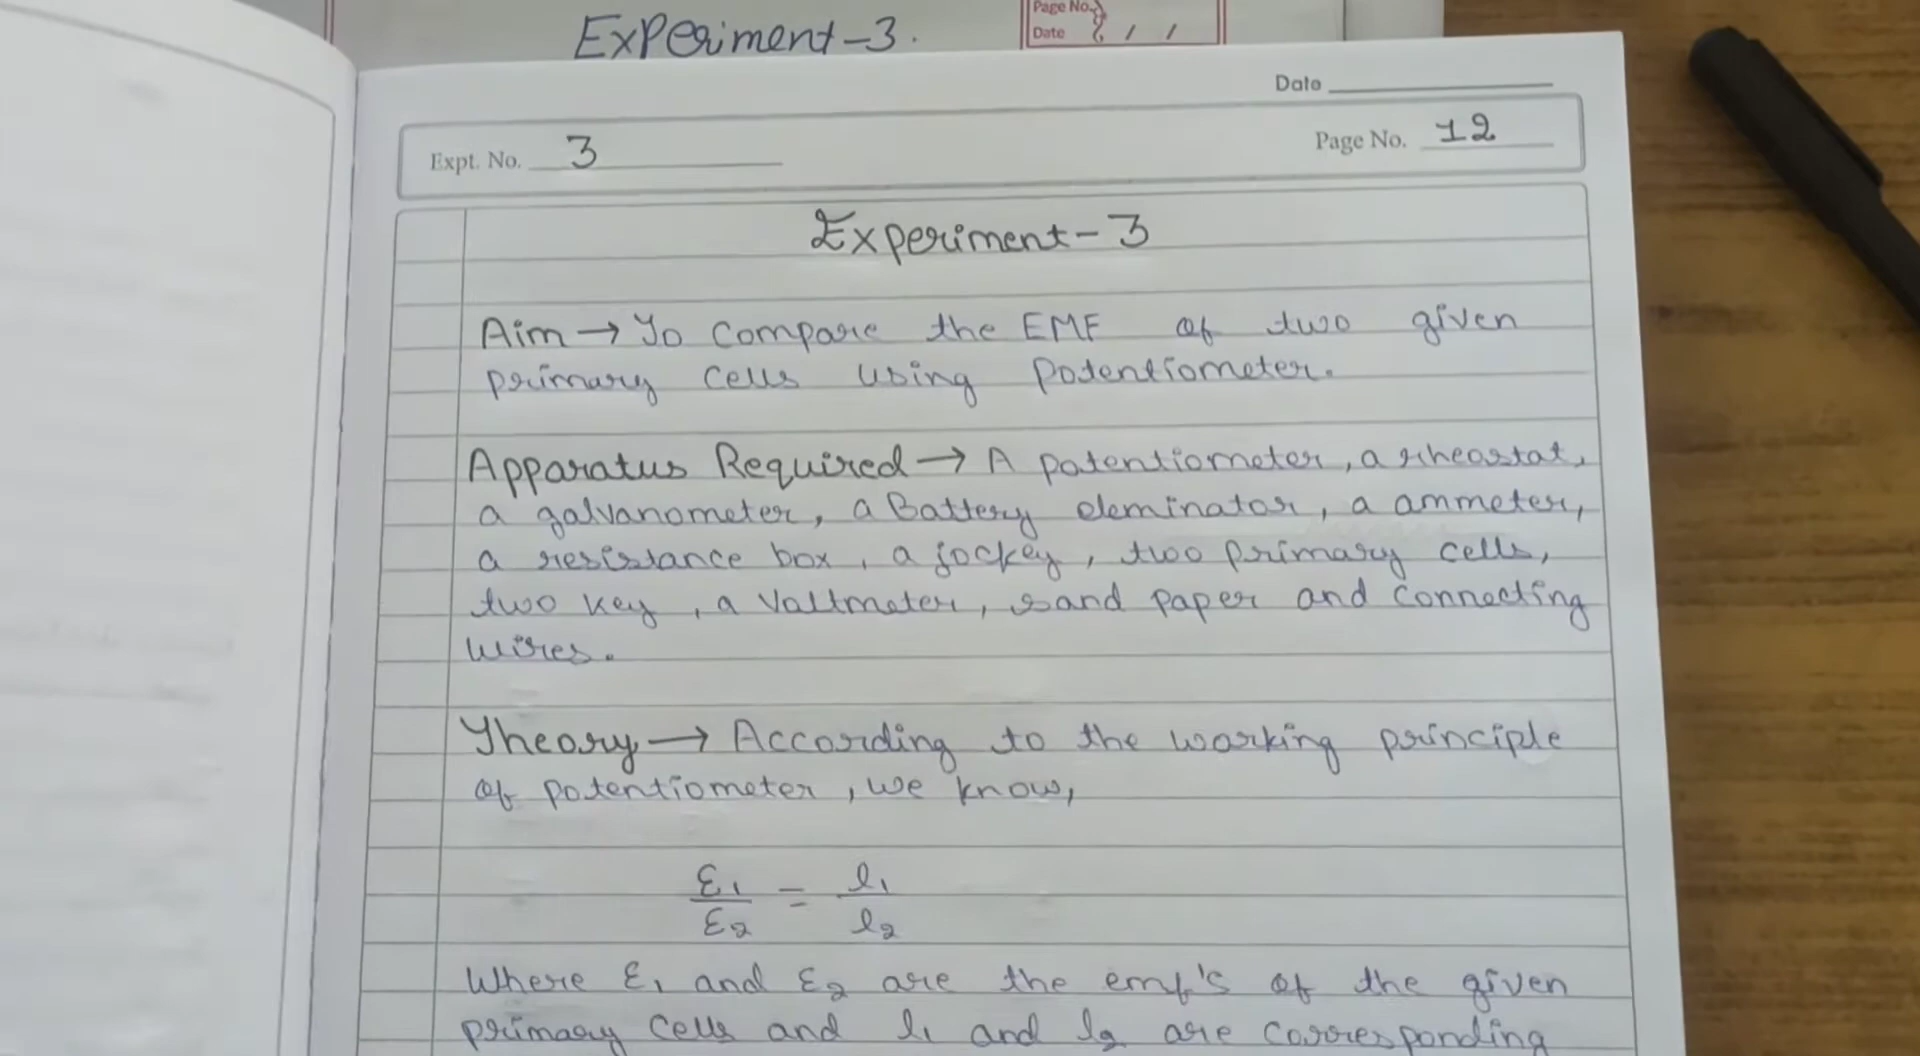 Experiment-3.
Page No.
Date / /
Date
Expt. No. 3
Page No. 12
Experiment-3
Aim → To compare the EMF of two given
primary cells using potentiometer.
Apparatus Required → A potentiometer, a rheostat,
a galvanometer, a Battery eleminator, a ammeter,
a resistance box, a jockey, two primary cells,
two key, a Voltmeter, sand paper and connecting
wires.
Theory → According to the working principle
of potentiometer, we know,
ε1/ε2 = l1/l2
Where ε1 and ε2 are the emf's of the given
primary cells and l1 and l2 are corresponding